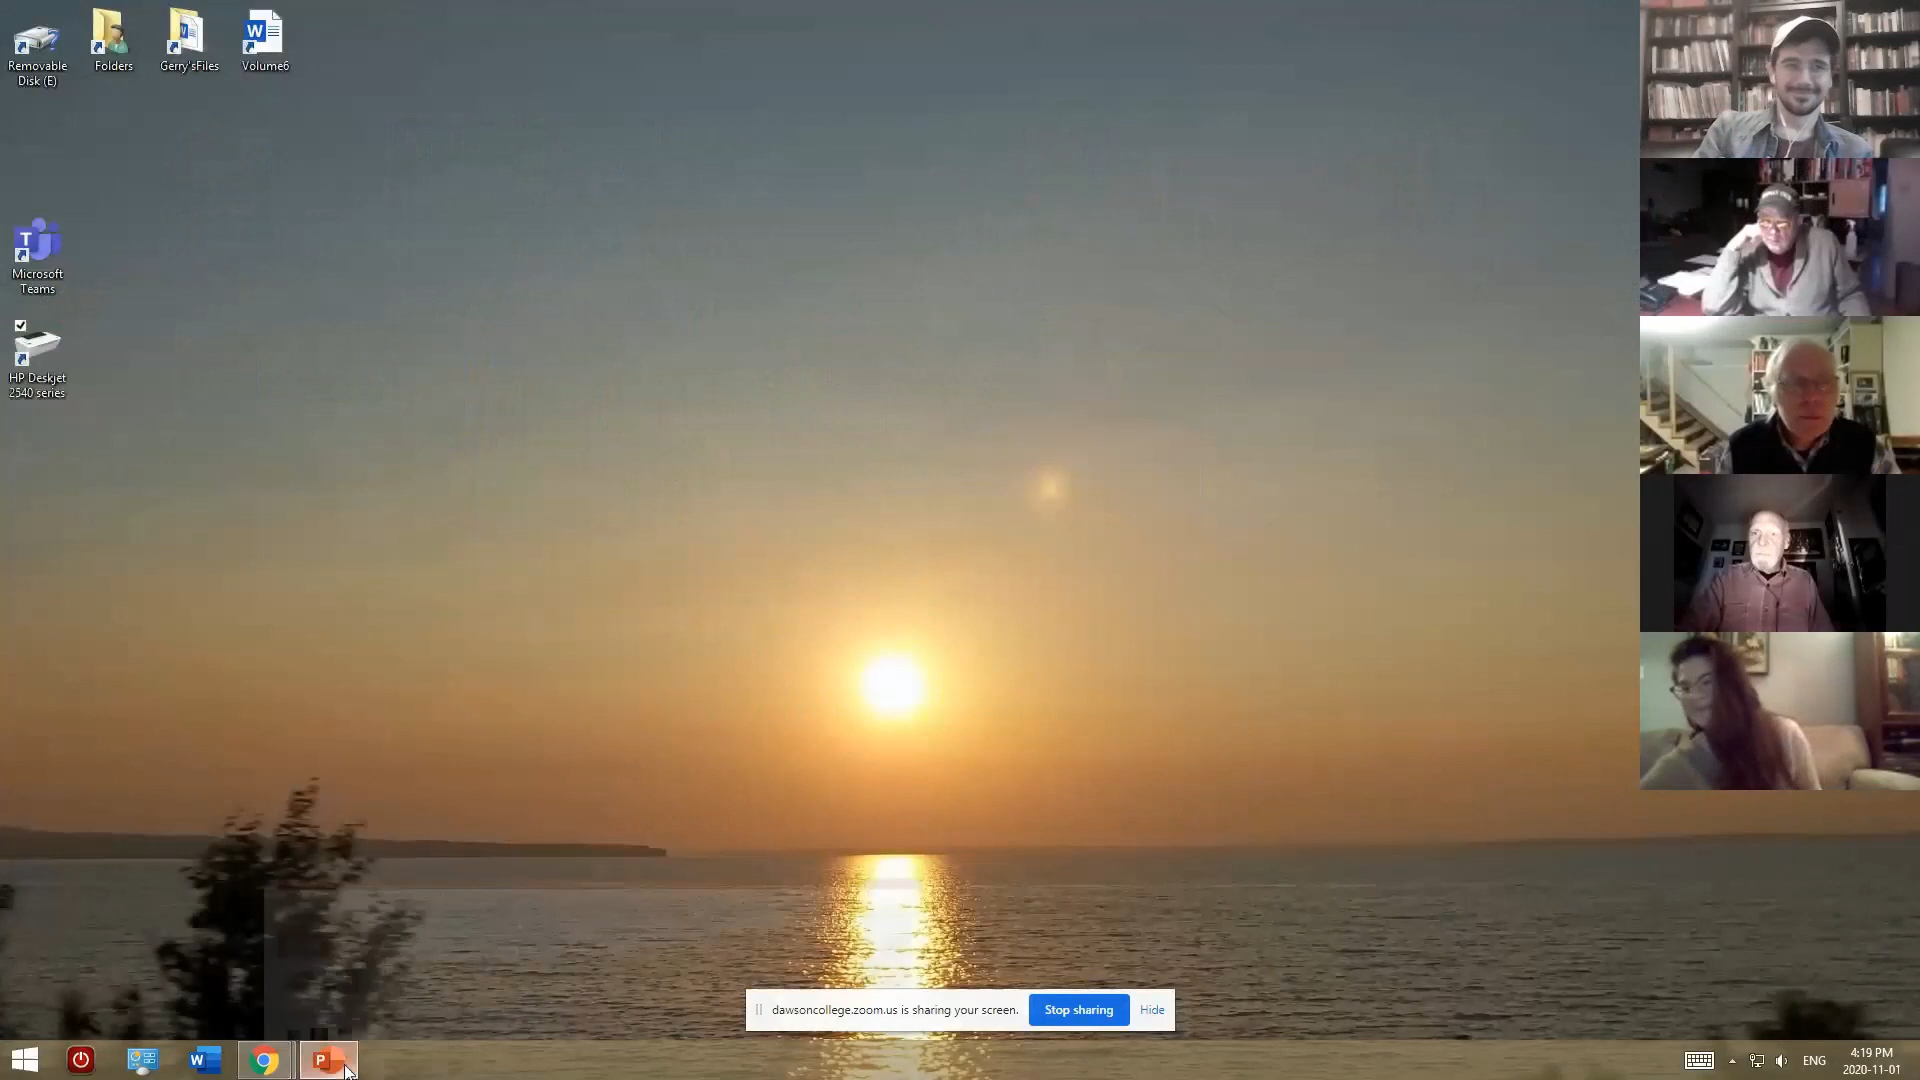 Removable
Disk (E)
Folders
Gerry'sFiles
Volume6
Microsoft
Teams
HP Deskjet
2540 series
dawsoncollege.zoom.us is sharing your screen.
Stop sharing
Hide
ENG
4:19 PM
2020-11-01